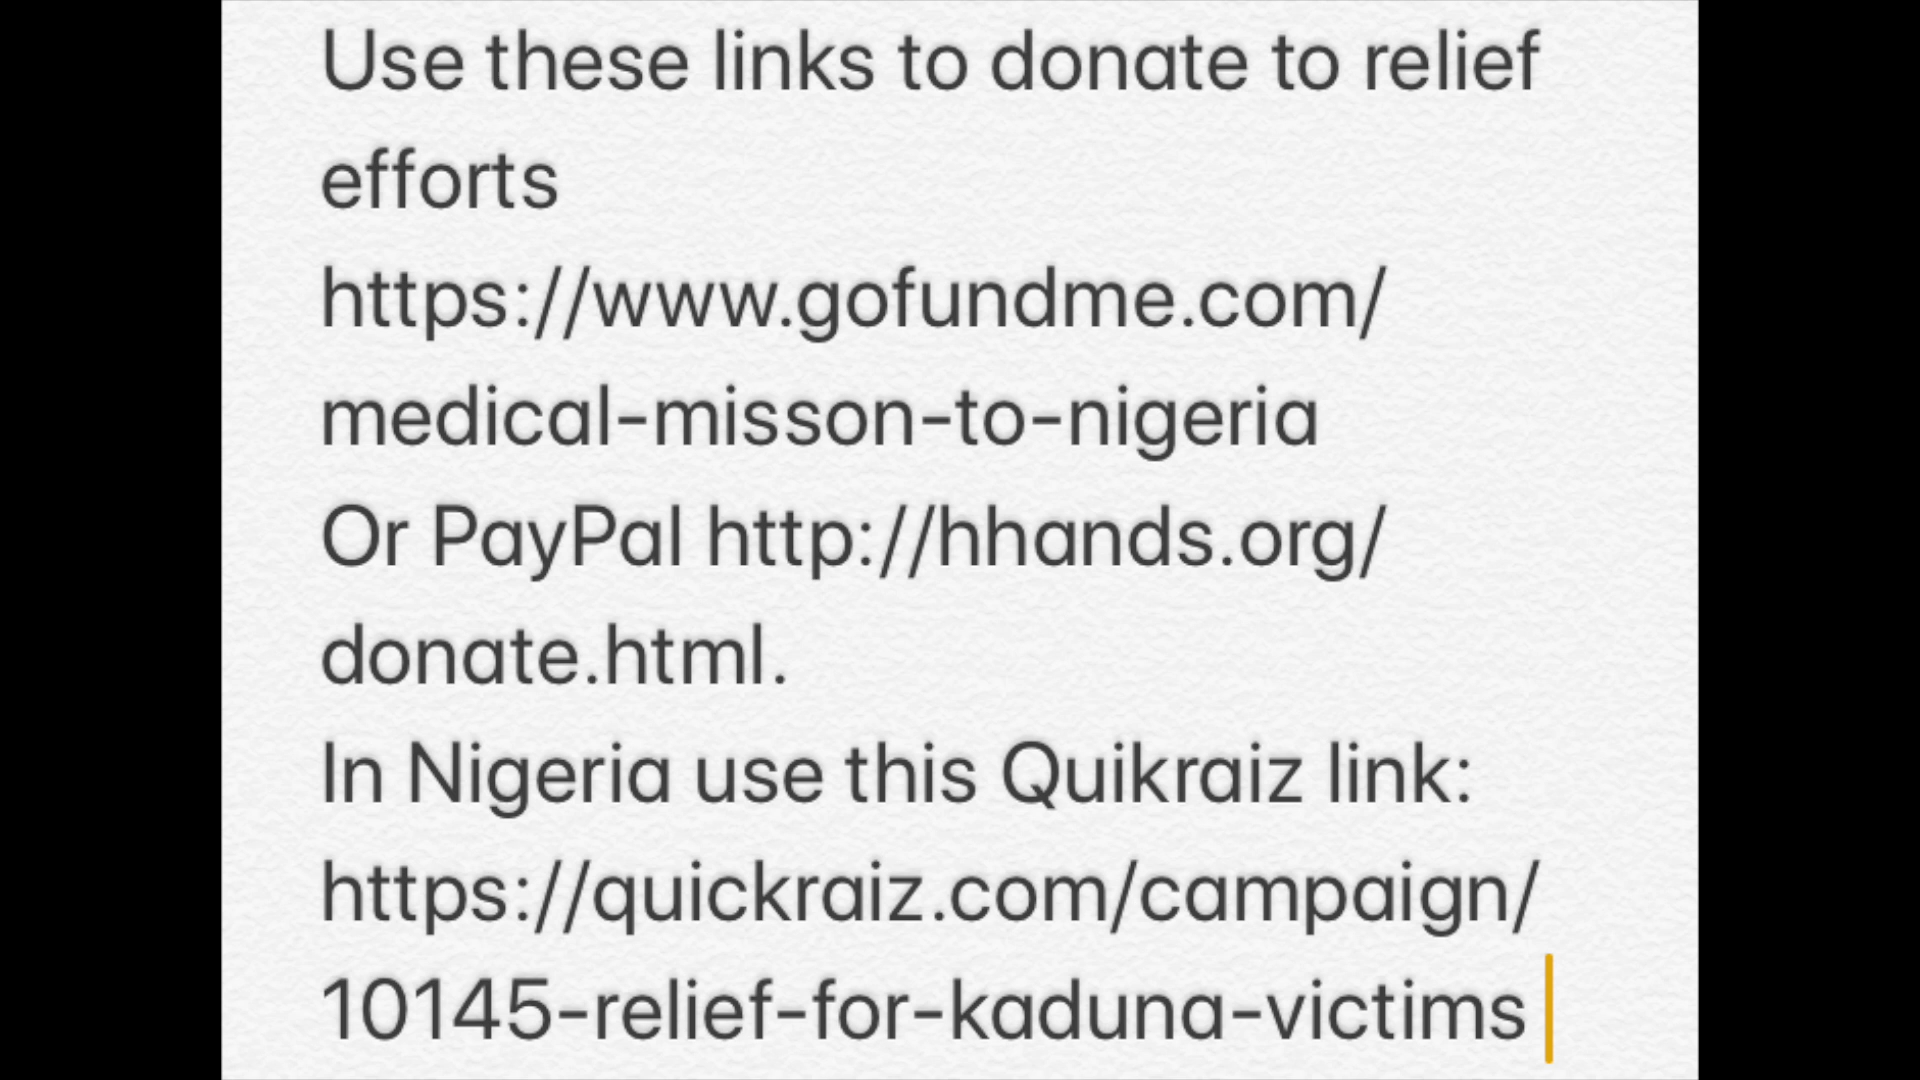 Use these links to donate to relief
efforts
https://www.gofundme.com/
medical-misson-to-nigeria
Or PayPal http://hhands.org/
donate.html.
In Nigeria use this Quikraiz link:
https://quickraiz.com/campaign/
10145-relief-for-kaduna-victims